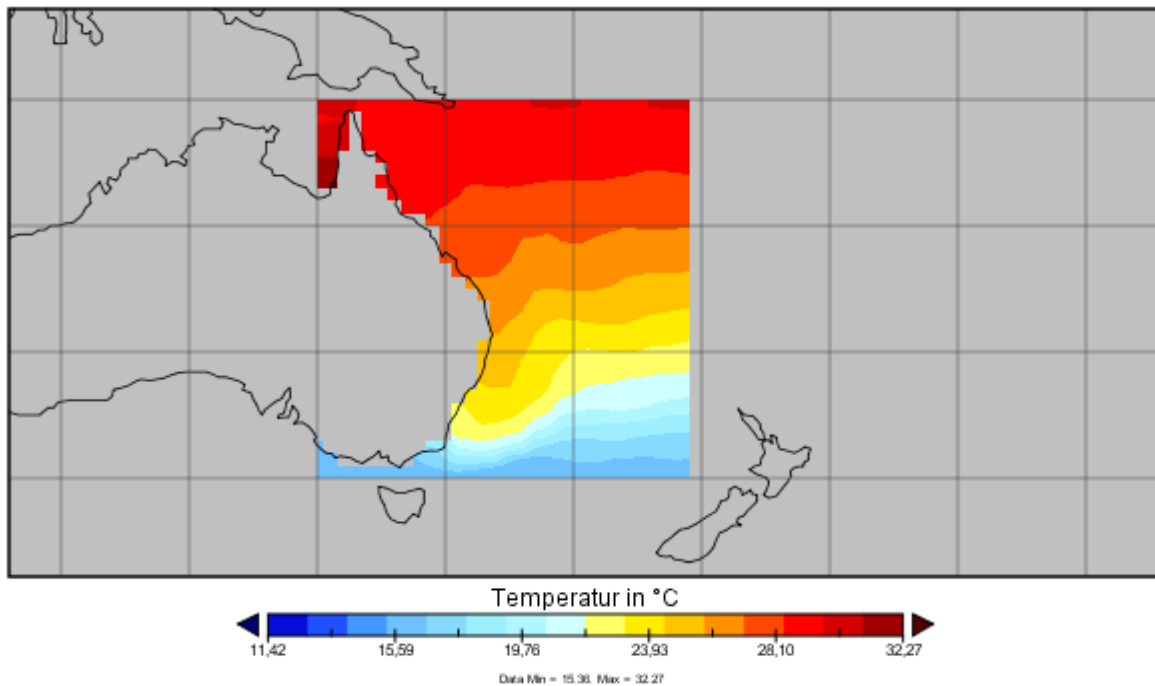 Temperatur in °C
11,42 15,59 19,76 23,93 28,10 32,27
Data Min = 15.36, Max = 32.27